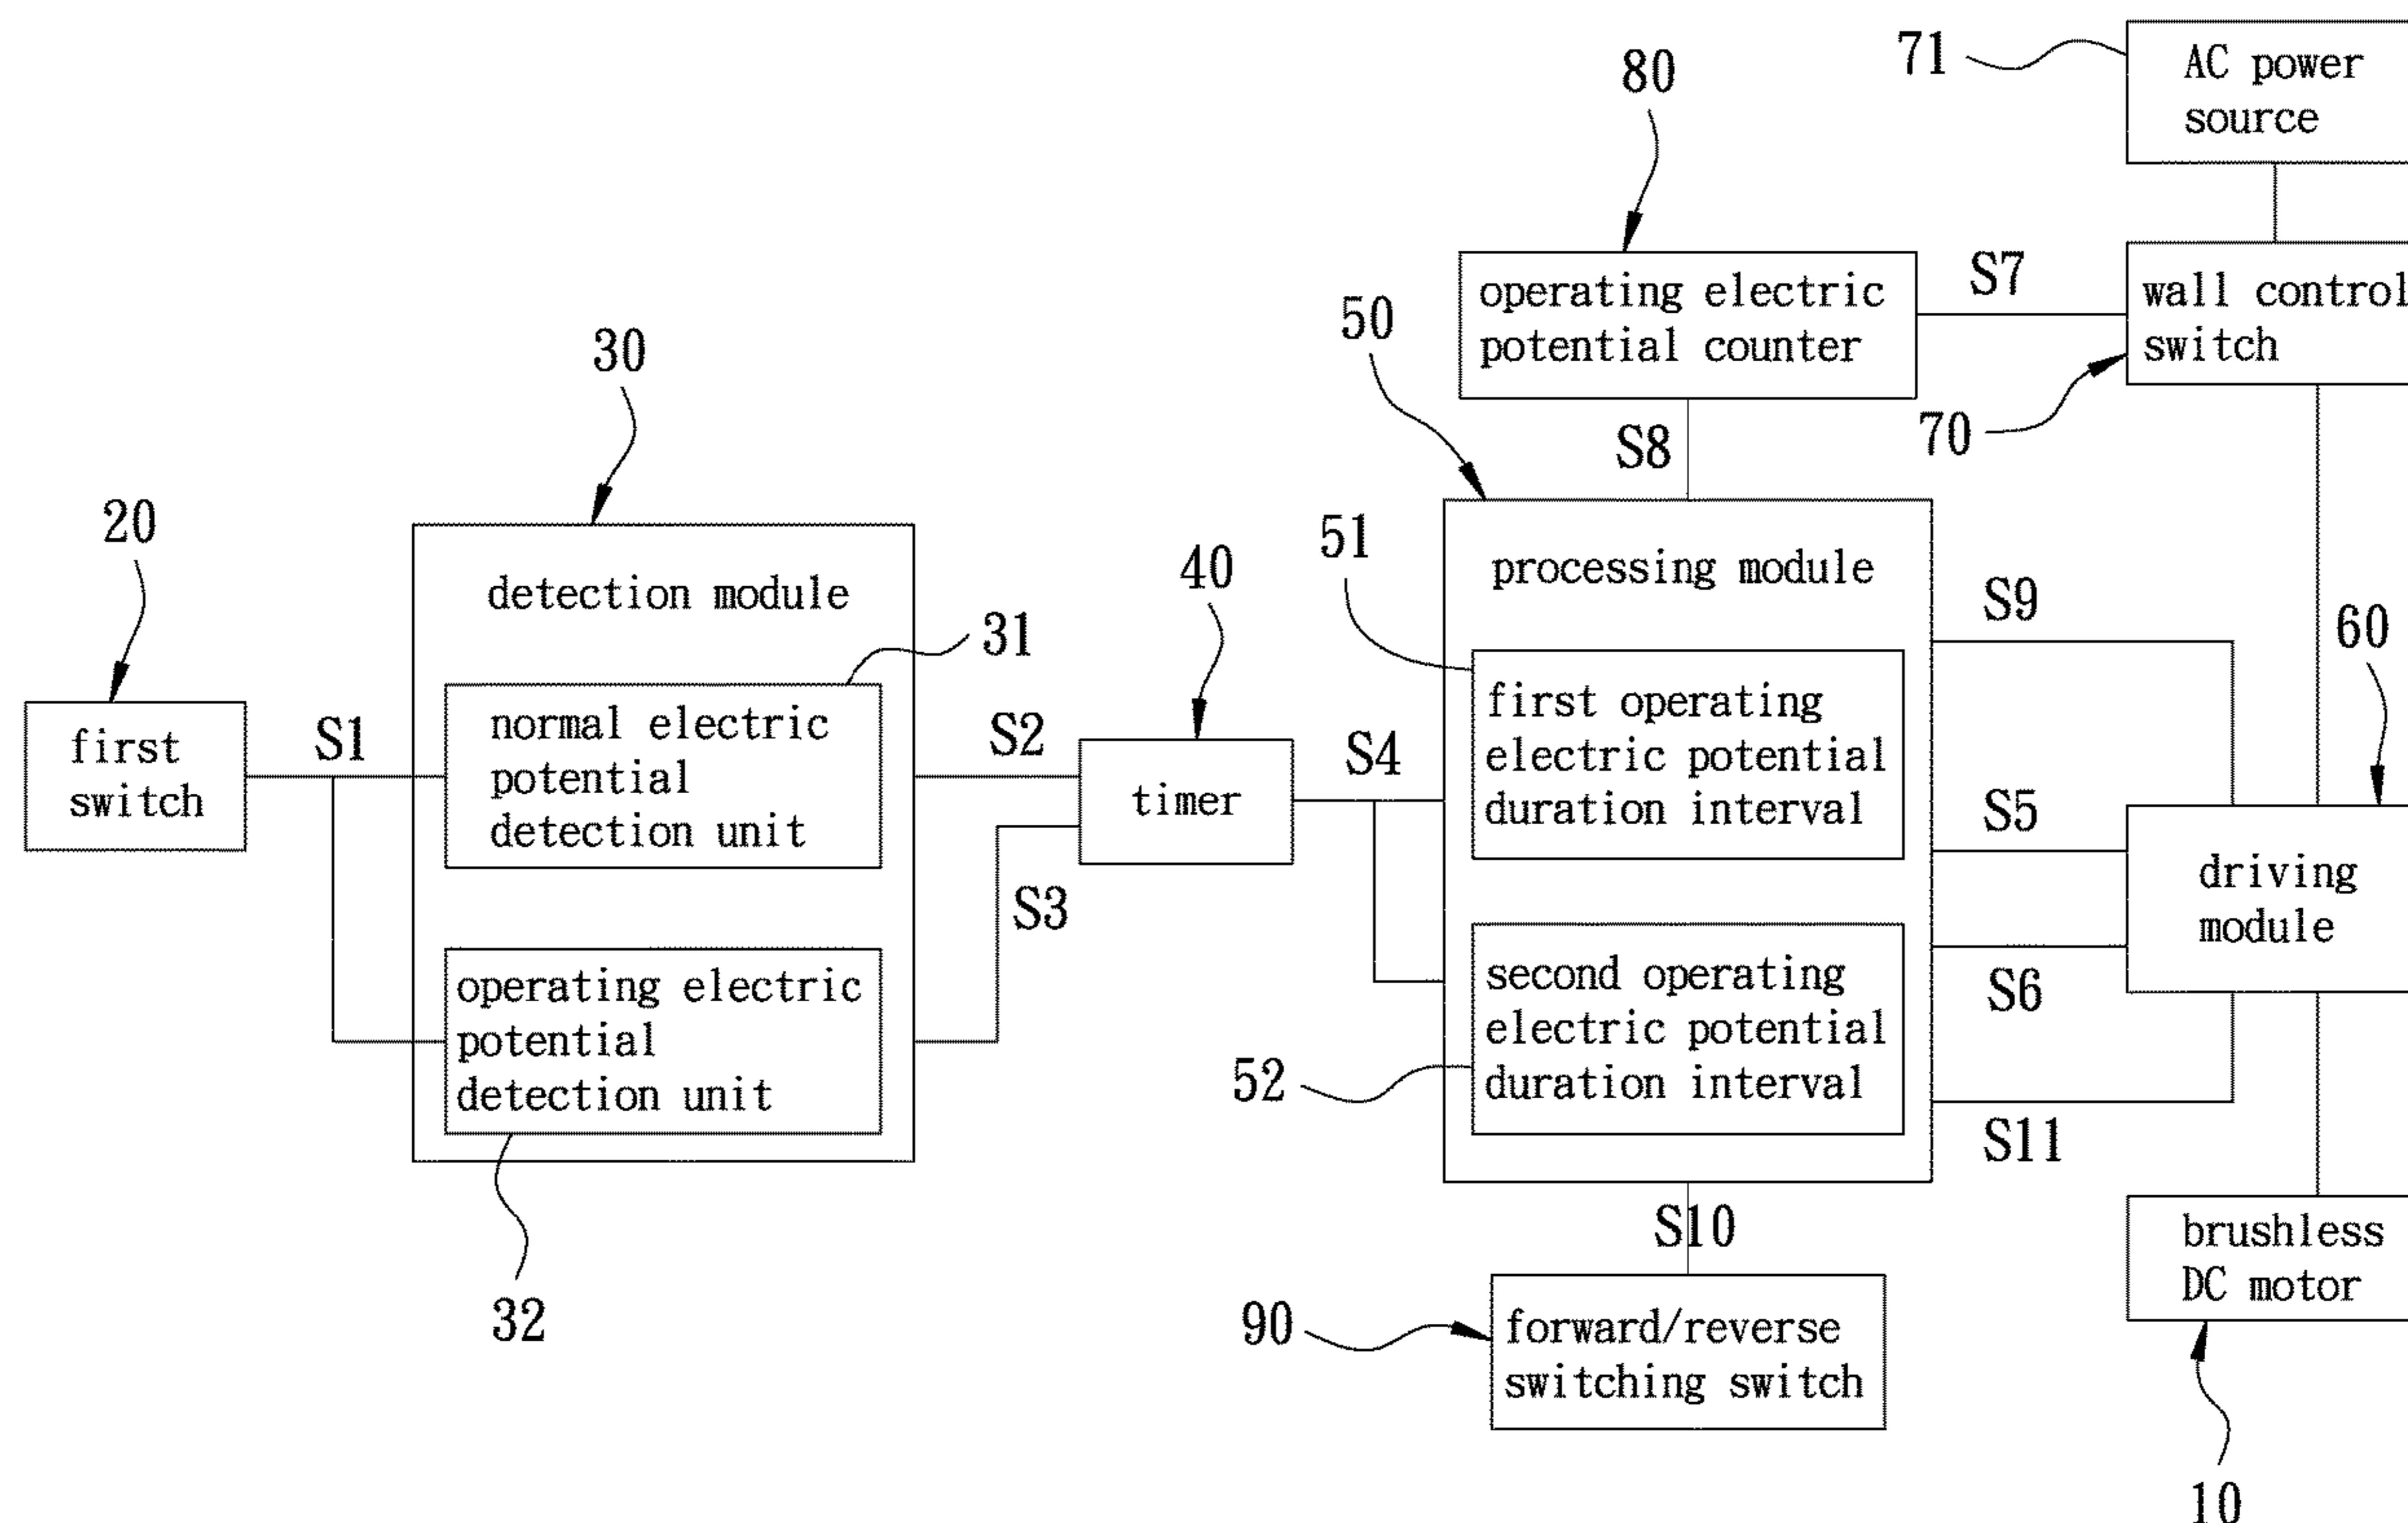 71
AC power
source
80
operating electric
potential counter
S7
wall control
switch
70
50
S8
30
20
detection module
31
40
51
processing module
S9
60
first
switch
S1
normal electric
potential
detection unit
S2
timer
S4
first operating
electric potential
duration interval
S5
driving
module
S3
operating electric
potential
detection unit
32
second operating
electric potential
duration interval
52
S6
S11
S10
brushless
DC motor
90
forward/reverse
switching switch
10